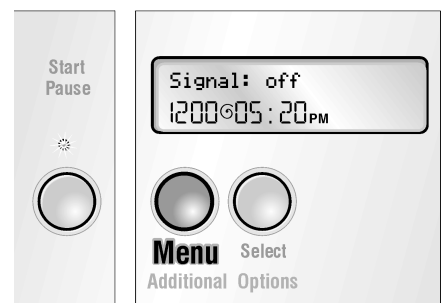 Start
Pause
Signal: off
1200 05:20PM
Menu Select
Additional Options